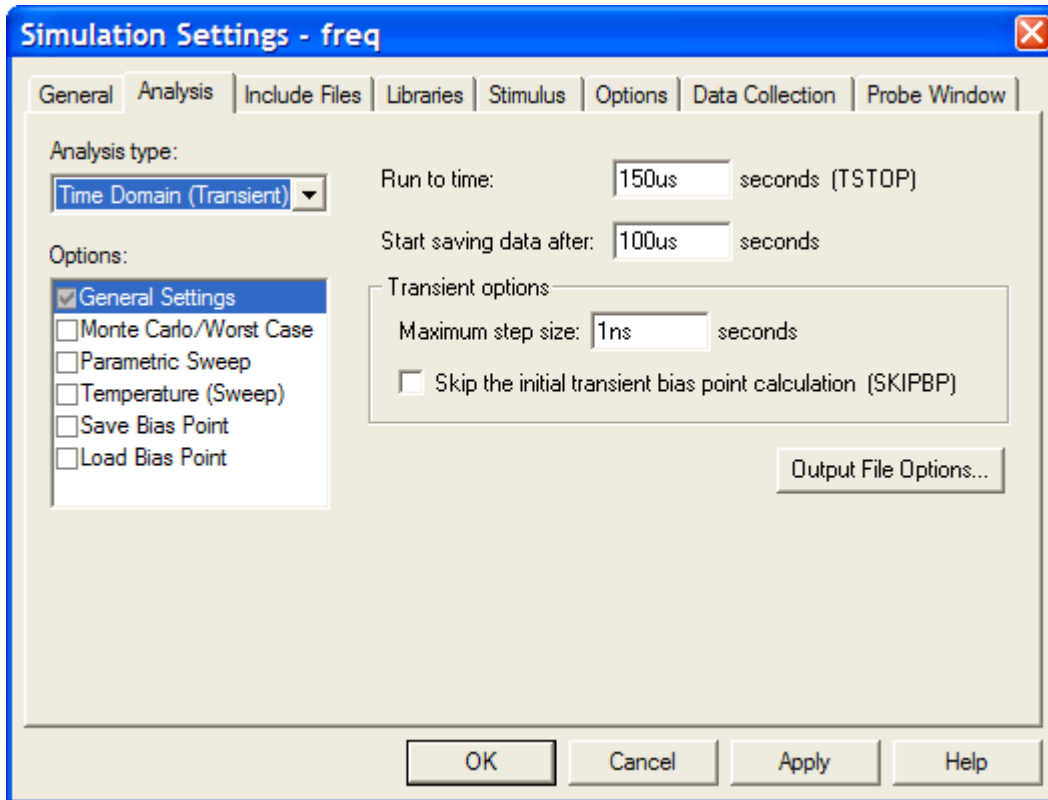 Simulation Settings - freq
General Analysis Include Files Libraries Stimulus Options Data Collection Probe Window
Analysis type:
Time Domain (Transient)
Options:
General Settings
Monte Carlo/Worst Case
Parametric Sweep
Temperature (Sweep)
Save Bias Point
Load Bias Point
Run to time: 150us seconds (TSTOP)
Start saving data after: 100us seconds
Transient options
Maximum step size: 1ns seconds
Skip the initial transient bias point calculation (SKIPBP)
Output File Options...
OK Cancel Apply Help